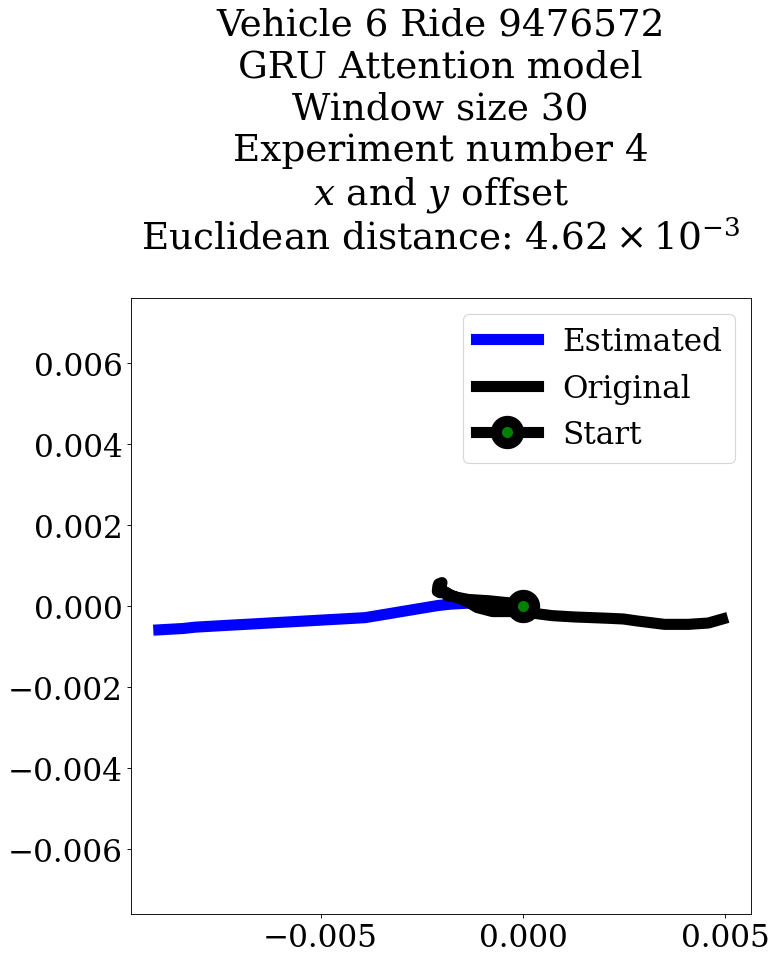 Vehicle 6 Ride 9476572
GRU Attention model
Window size 30
Experiment number 4
x and y offset
Euclidean distance: 4.62 × 10⁻³
Estimated
Original
Start
0.006
0.004
0.002
0.000
−0.002
−0.004
−0.006
−0.005
0.000
0.005